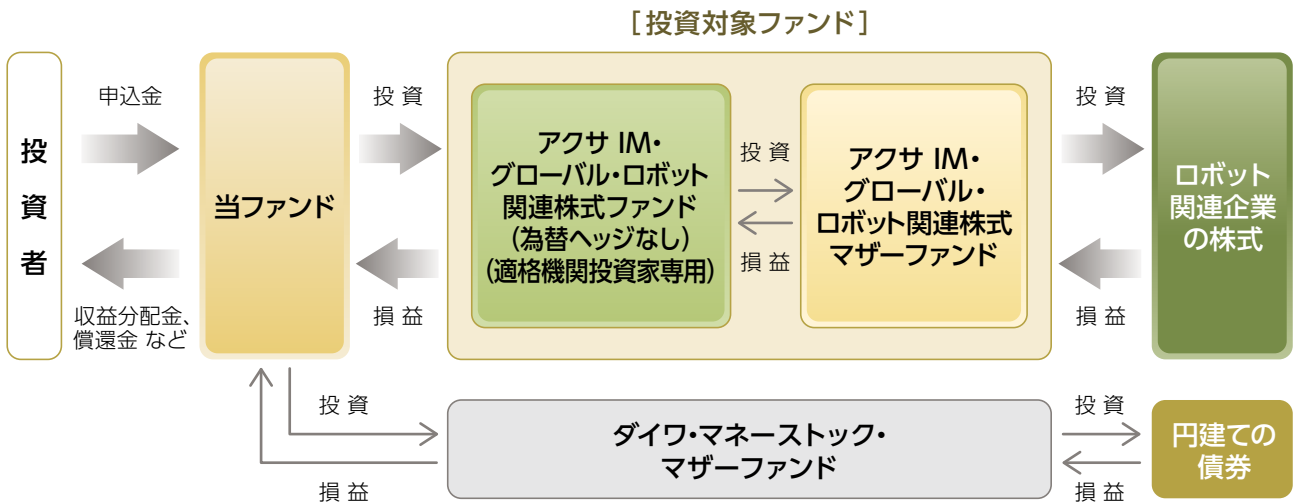 ［投資対象ファンド］
投資者
申込金
収益分配金、
償還金 など
当ファンド
投 資
損 益
アクサ IM・
グローバル・ロボット
関連株式ファンド
(為替ヘッジなし)
(適格機関投資家専用)
投 資
損 益
アクサ IM・
グローバル・
ロボット関連株式
マザーファンド
投 資
損 益
ロボット
関連企業
の株式
投 資
損 益
ダイワ・マネーストック・
マザーファンド
投 資
損 益
円建ての
債券